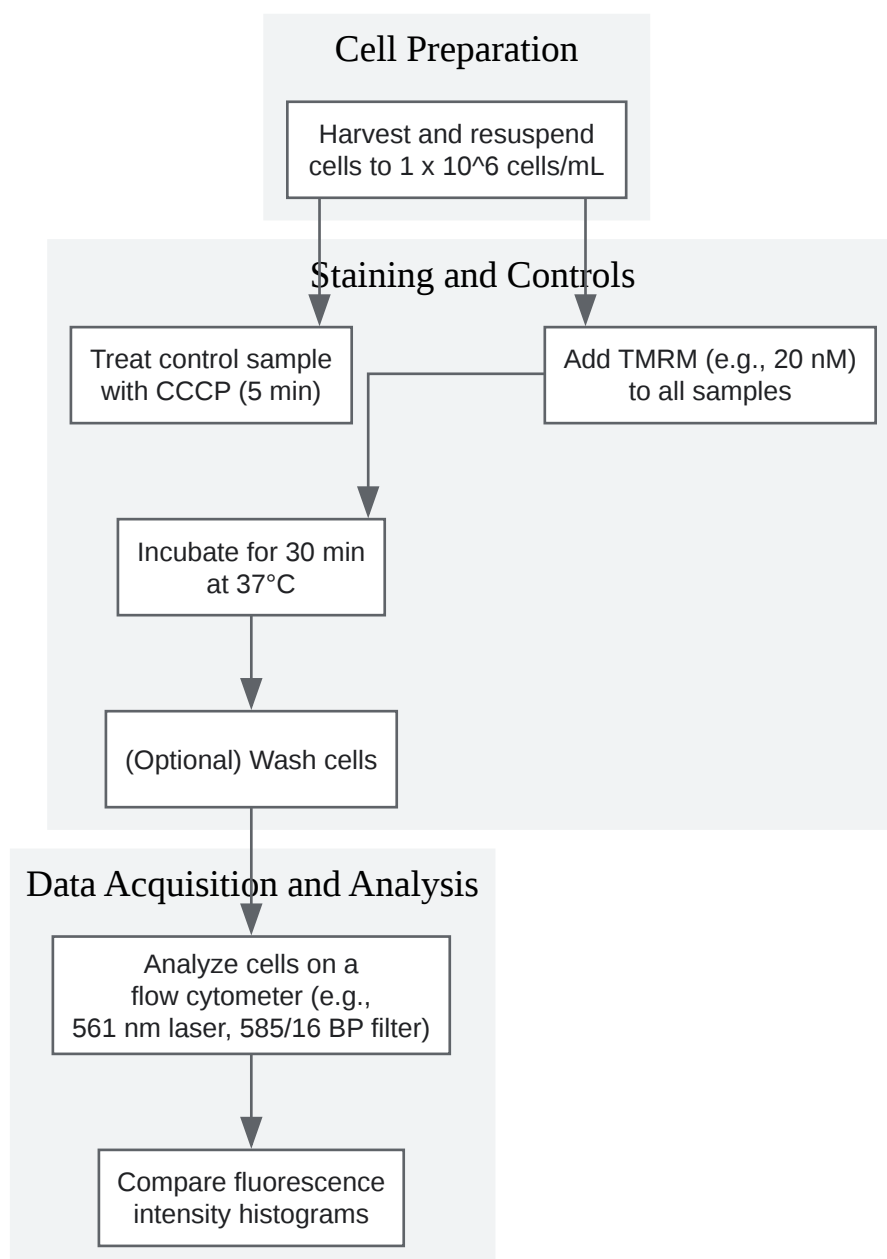 Cell Preparation
Harvest and resuspend
cells to 1 x 10^6 cells/mL
Staining and Controls
Treat control sample
with CCCP (5 min)
Add TMRM (e.g., 20 nM)
to all samples
Incubate for 30 min
at 37°C
(Optional) Wash cells
Data Acquisition and Analysis
Analyze cells on a
flow cytometer (e.g.,
561 nm laser, 585/16 BP filter)
Compare fluorescence
intensity histograms